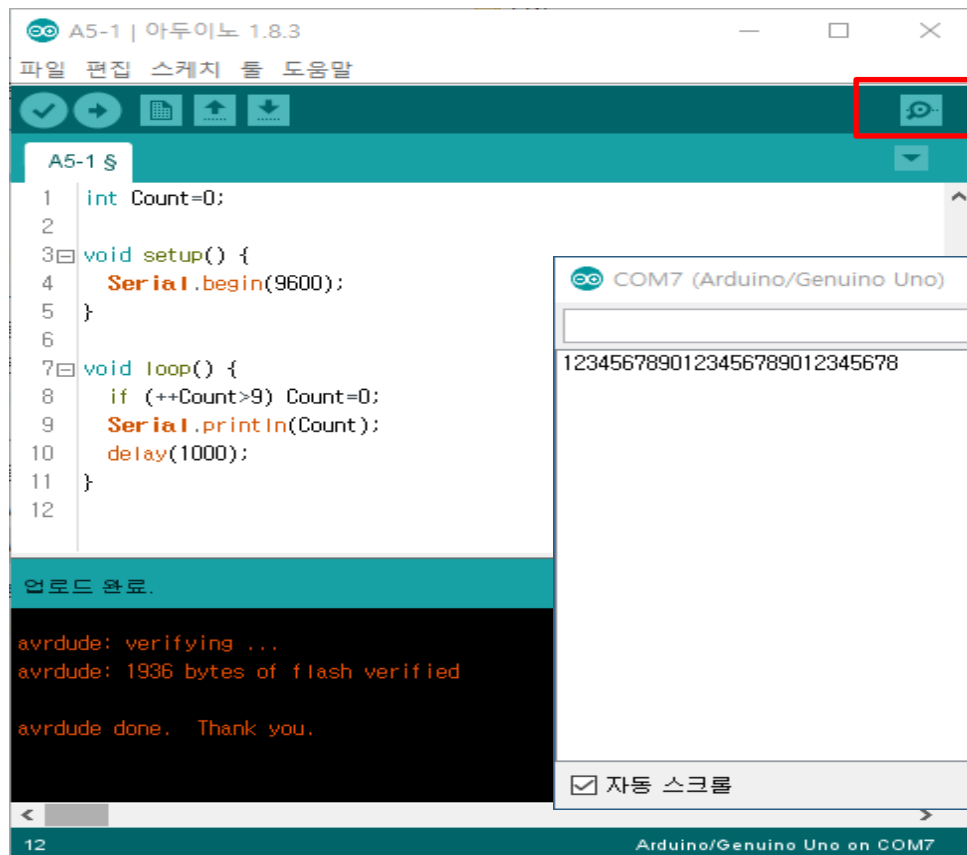 A5-1 | 아두이노 1.8.3
파일 편집 스케치 툴 도움말
A5-1 §
1 int Count=0;
2
3 void setup() {
4 Serial.begin(9600);
5 }
6
7 void loop() {
8 if (++Count>9) Count=0;
9 Serial.println(Count);
10 delay(1000);
11 }
12
COM7 (Arduino/Genuino Uno)
1234567890123456789012345678
자동 스크롤
업로드 완료.
avrdude: verifying ...
avrdude: 1936 bytes of flash verified
avrdude done. Thank you.
12 Arduino/Genuino Uno on COM7